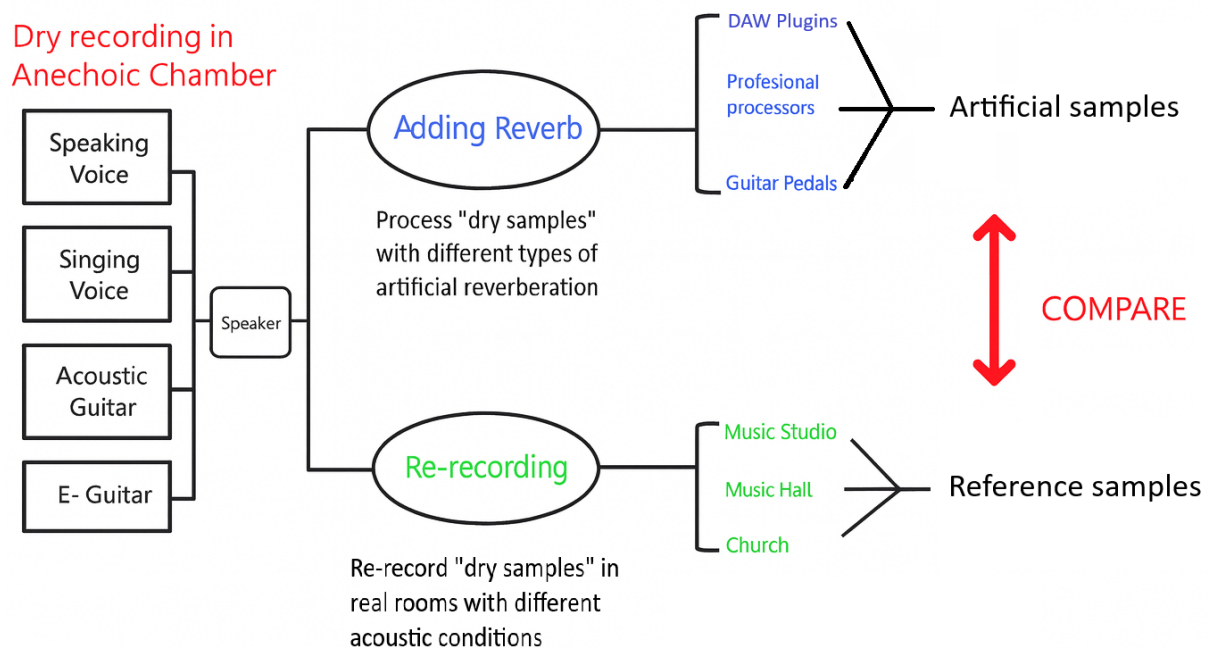 Dry recording in
Anechoic Chamber
Speaking
Voice
Singing
Voice
Acoustic
Guitar
E- Guitar
Speaker
Adding Reverb
Process "dry samples"
with different types of
artificial reverberation
DAW Plugins
Profesional
processors
Guitar Pedals
Artificial samples
COMPARE
Re-recording
Re-record "dry samples" in
real rooms with different
acoustic conditions
Music Studio
Music Hall
Church
Reference samples